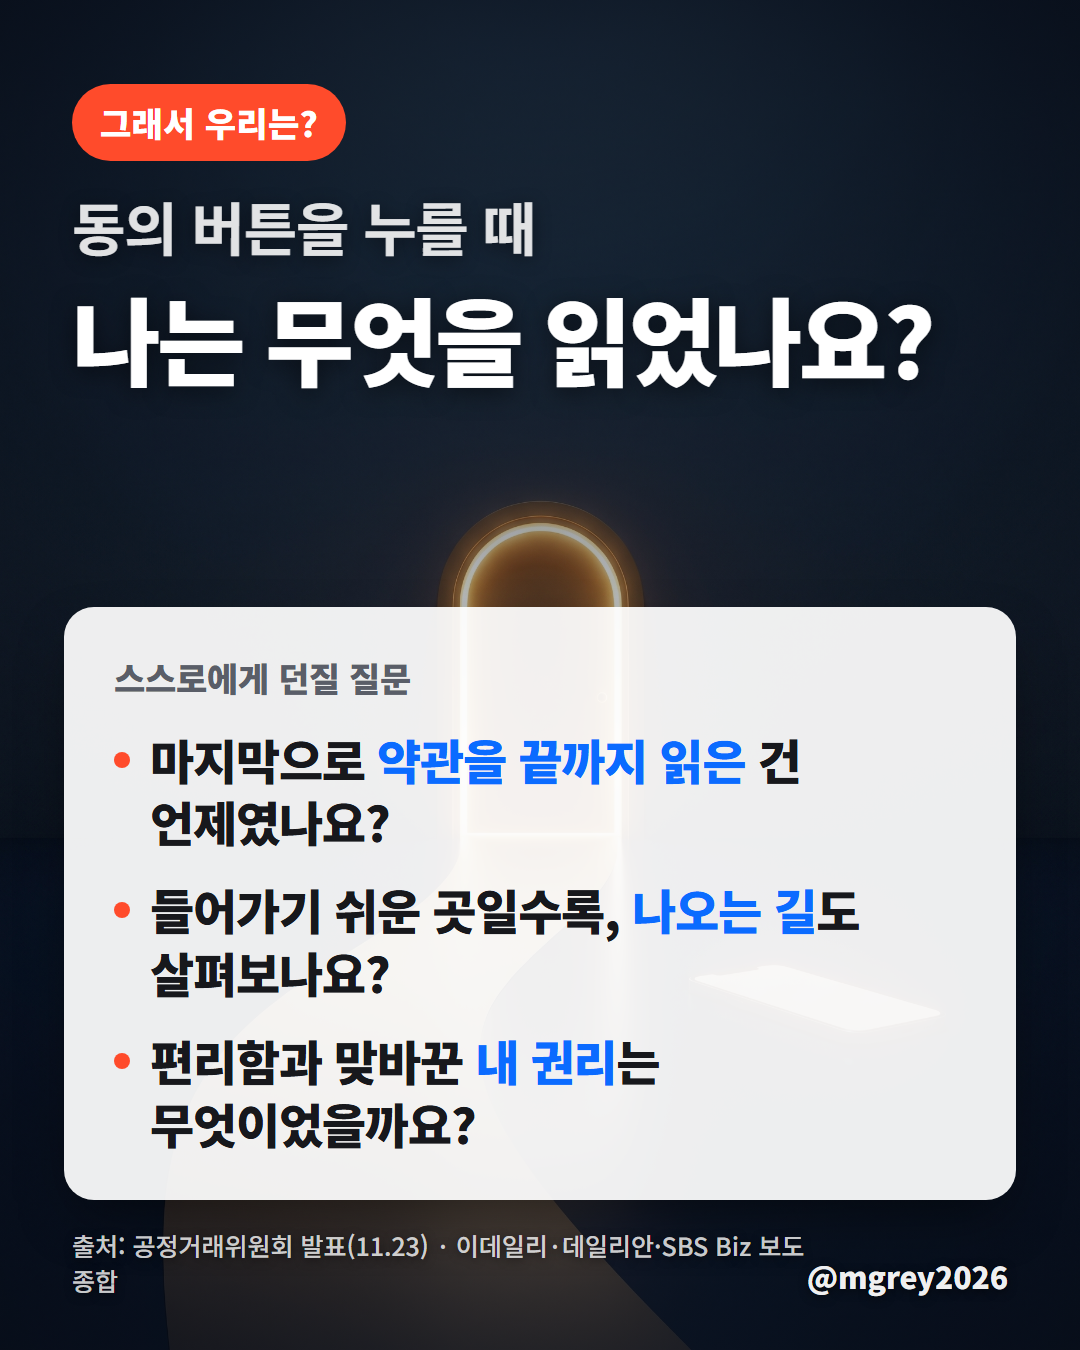 그래서 우리는?
동의 버튼을 누를 때
나는 무엇을 읽었나요?
스스로에게 던질 질문
마지막으로 약관을 끝까지 읽은 건
언제였나요?
들어가기 쉬운 곳일수록, 나오는 길도
살펴보나요?
편리함과 맞바꾼 내 권리는
무엇이었을까요?
출처: 공정거래위원회 발표(11.23) · 이데일리·데일리안·SBS Biz 보도
종합
@mgrey2026